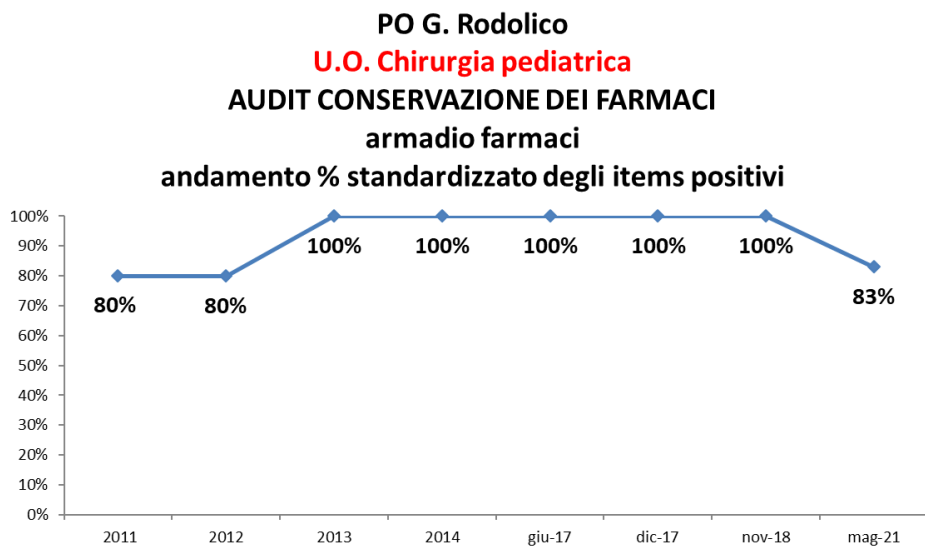 PO G. Rodolico
U.O. Chirurgia pediatrica
AUDIT CONSERVAZIONE DEI FARMACI
armadio farmaci
andamento % standardizzato degli items positivi
100%
90%
80%
70%
60%
50%
40%
30%
20%
10%
0%
80%
80%
100%
100%
100%
100%
100%
83%
2011
2012
2013
2014
giu-17
dic-17
nov-18
mag-21